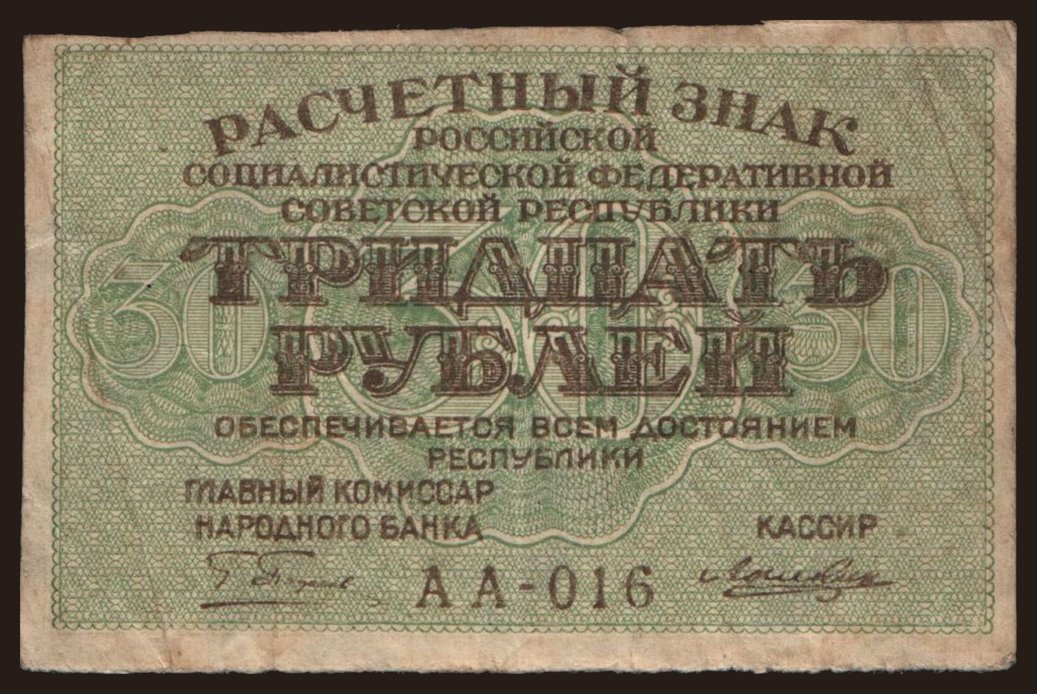 РАСЧЕТНЫЙ ЗНАК
РОССИЙСКОЙ
СОЦИАЛИСТИЧЕСКОЙ ФЕДЕРАТИВНОЙ
СОВЕТСКОЙ РЕСПУБЛИКИ
30 30 30
ТРИДЦАТЬ
РУБЛЕЙ
ОБЕСПЕЧИВАЕТСЯ ВСЕМ ДОСТОЯНИЕМ
РЕСПУБЛИКИ
ГЛАВНЫЙ КОМИССАР
НАРОДНОГО БАНКА
КАССИР
АА-016